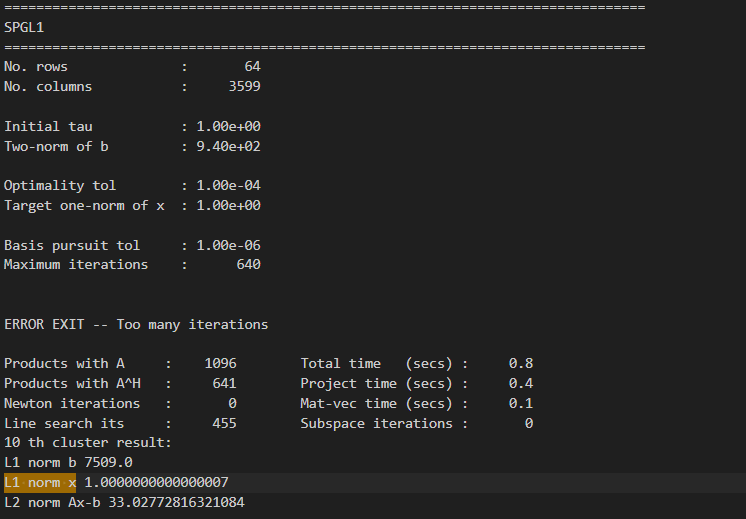 ================================================================================
SPGL1
================================================================================
No. rows              :       64
No. columns           :     3599

Initial tau           : 1.00e+00
Two-norm of b         : 9.40e+02

Optimality tol        : 1.00e-04
Target one-norm of x  : 1.00e+00

Basis pursuit tol     : 1.00e-06
Maximum iterations    :      640


ERROR EXIT -- Too many iterations

Products with A     :    1096        Total time   (secs) :     0.8
Products with A^H   :     641        Project time (secs) :     0.4
Newton iterations   :       0        Mat-vec time (secs) :     0.1
Line search its     :     455        Subspace iterations :       0
10 th cluster result:
L1 norm b 7509.0
L1 norm x 1.0000000000000007
L2 norm Ax-b 33.02772816321084